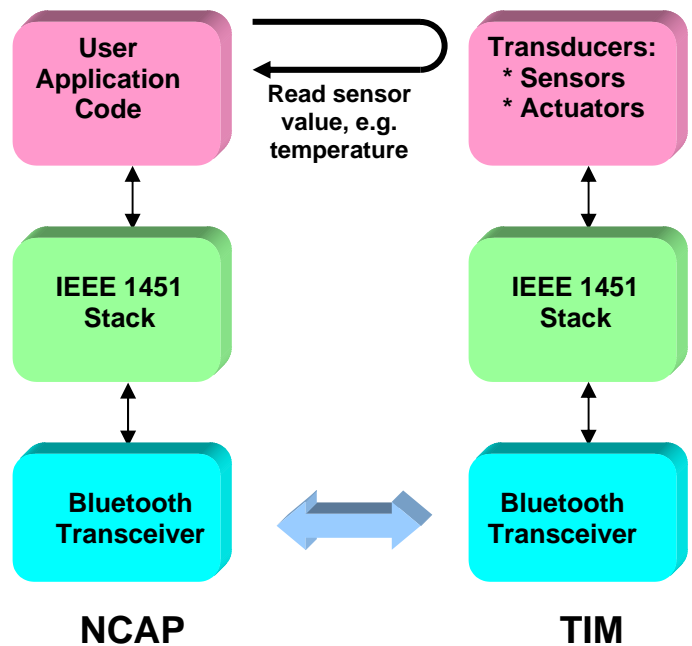 User
Application
Code
Read sensor
value, e.g.
temperature
Transducers:
* Sensors
* Actuators
IEEE 1451
Stack
IEEE 1451
Stack
Bluetooth
Transceiver
Bluetooth
Transceiver
NCAP
TIM